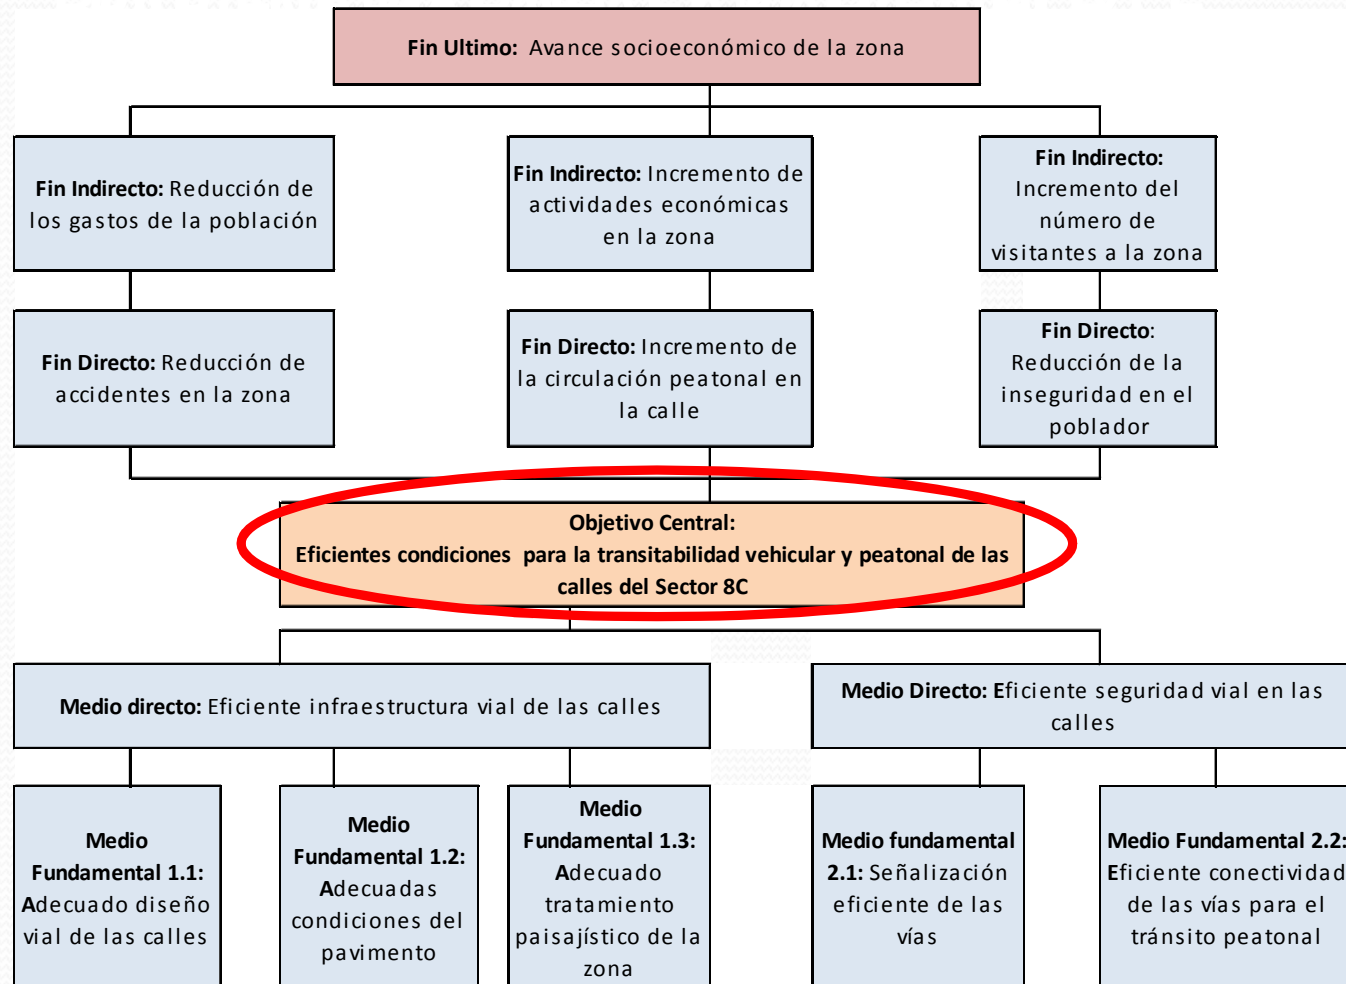 Fin Ultimo: Avance socioeconómico de la zona
Fin Indirecto: Reducción de
los gastos de la población
Fin Indirecto: Incremento de
actividades económicas
en la zona
Fin Indirecto:
Incremento del
número de
visitantes a la zona
Fin Directo: Reducción de
accidentes en la zona
Fin Directo: Incremento de
la circulación peatonal en
la calle
Fin Directo:
Reducción de la
inseguridad en el
poblador
Objetivo Central:
Eficientes condiciones para la transitabilidad vehicular y peatonal de las
calles del Sector 8C
Medio directo: Eficiente infraestructura vial de las calles
Medio Directo: Eficiente seguridad vial en las
calles
Medio
Fundamental 1.1:
Adecuado diseño
vial de las calles
Medio
Fundamental 1.2:
Adecuadas
condiciones del
pavimento
Medio
Fundamental 1.3:
Adecuado
tratamiento
paisajístico de la
zona
Medio fundamental
2.1: Señalización
eficiente de las
vías
Medio Fundamental 2.2:
Eficiente conectividad
de las vías para el
tránsito peatonal